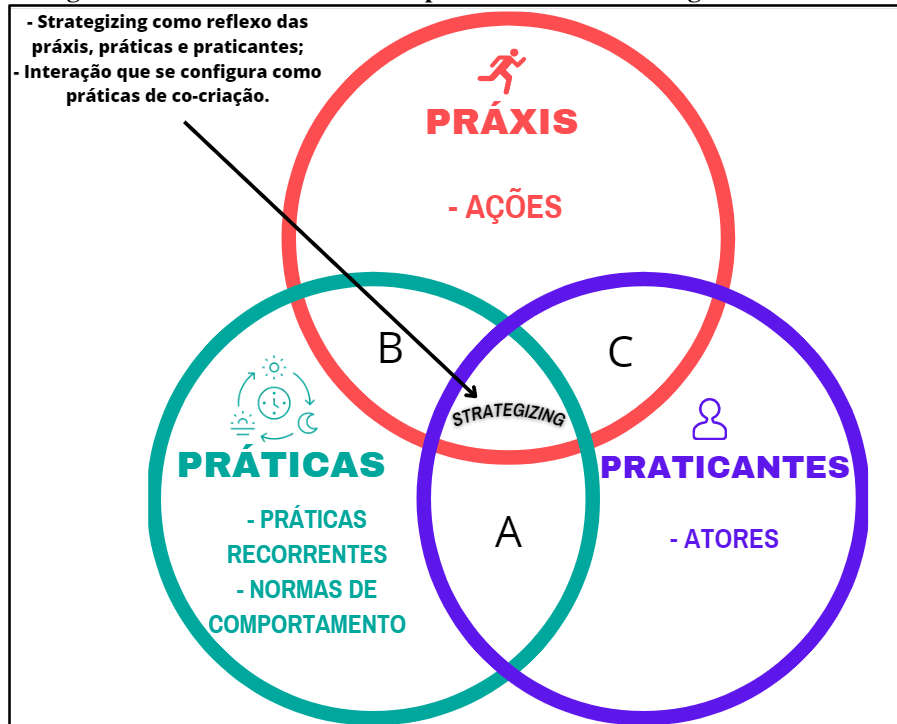 - Strategizing como reflexo das
práxis, práticas e praticantes;
- Interação que se configura como
práticas de co-criação.
PRÁXIS
- AÇÕES
B
C
STRATEGIZING
PRÁTICAS
- PRÁTICAS
RECORRENTES
- NORMAS DE
COMPORTAMENTO
PRATICANTES
- ATORES
A